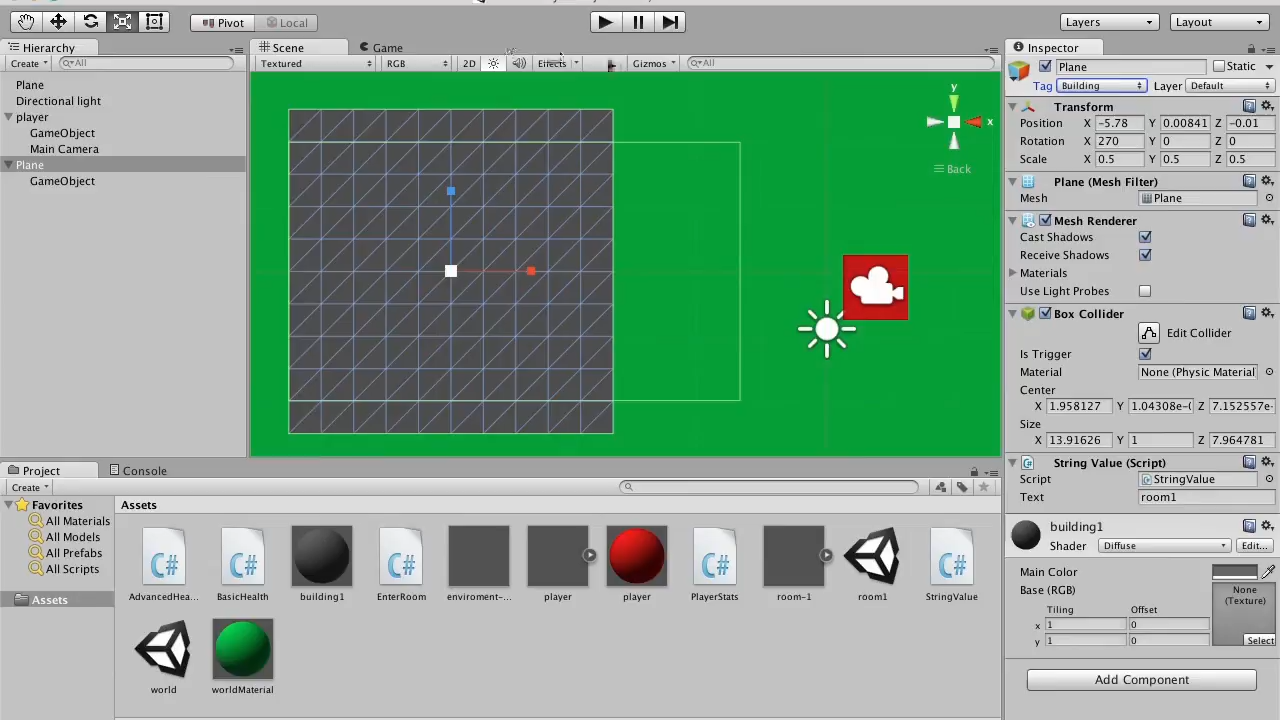 Pivot Local Layers Layout
Hierarchy Scene Game Inspector
Create All Textured RGB 2D Effects Gizmos All Plane Static
Plane Tag Building Layer Default
Directional light Transform
player Position X -5.78 Y 0.00841 Z -0.01
GameObject Rotation X 270 Y 0 Z 0
Main Camera Scale X 0.5 Y 0.5 Z 0.5
Plane
GameObject
y
x
Back
Plane (Mesh Filter)
Mesh Plane
Mesh Renderer
Cast Shadows
Receive Shadows
Materials
Use Light Probes
Box Collider
Edit Collider
Is Trigger
Material None (Physic Material
Center
X 1.958127 Y 1.04308e-( Z 7.152557e-
Size
X 13.91626 Y 1 Z 7.964781
String Value (Script)
Script StringValue
Text room1
building1
Shader Diffuse Edit...
Main Color
Base (RGB)
None
(Texture)
Tiling Offset
x 1 0
y 1 0
Select
Add Component
Project Console
Create
Favorites
All Materials
All Models
All Prefabs
All Scripts
Assets
Assets
AdvancedHea... BasicHealth building1 EnterRoom enviroment-... player player PlayerStats room-1 room1 StringValue
world worldMaterial